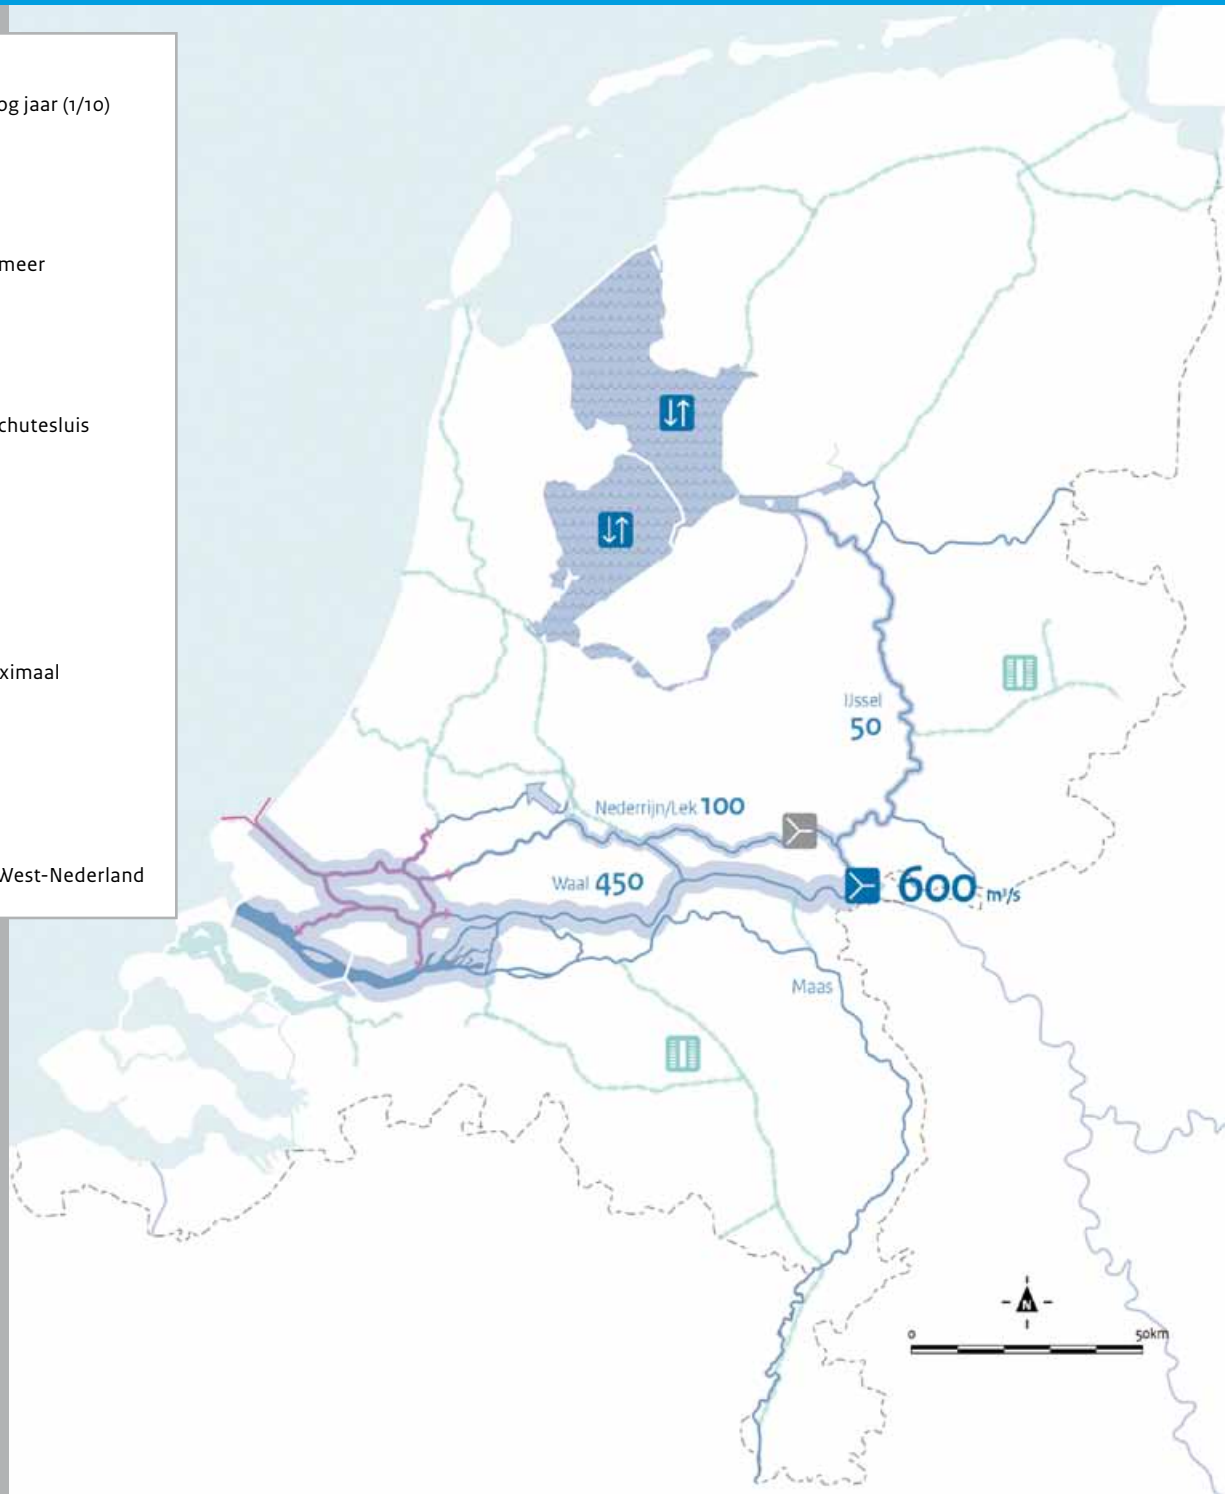 og jaar (1/10)
meer
chutesluis
ximaal
West-Nederland
IJssel
50
Nederrijn/Lek 100
Waal 450
600 m³/s
Maas
N
0 50km